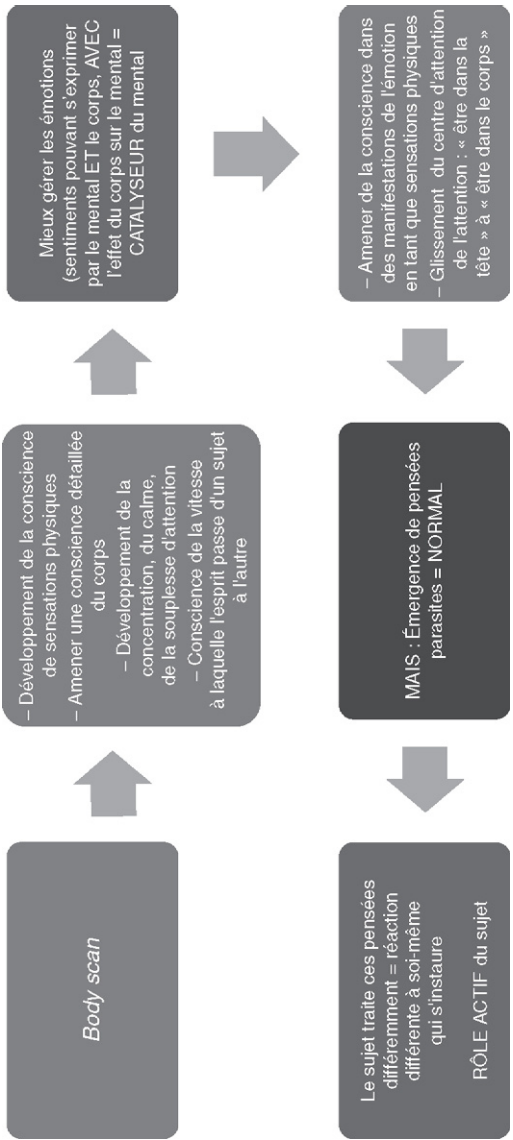 Body scan
– Développement de la conscience
de sensations physiques
– Amener une conscience détaillée
du corps
– Développement de la
concentration, du calme,
de la souplesse d'attention
– Conscience de la vitesse
à laquelle l'esprit passe d'un sujet
à l'autre
Mieux gérer les émotions
(sentiments pouvant s'exprimer
par le mental ET le corps, AVEC
l'effet du corps sur le mental =
CATALYSEUR du mental
– Amener de la conscience dans
des manifestations de l'émotion
en tant que sensations physiques
– Glissement du centre d'attention
de l'attention : « être dans la
tête » à « être dans le corps »
MAIS : Émergence de pensées
parasites = NORMAL
Le sujet traite ces pensées
différemment = réaction
différente à soi-même
qui s'instaure
RÔLE ACTIF du sujet